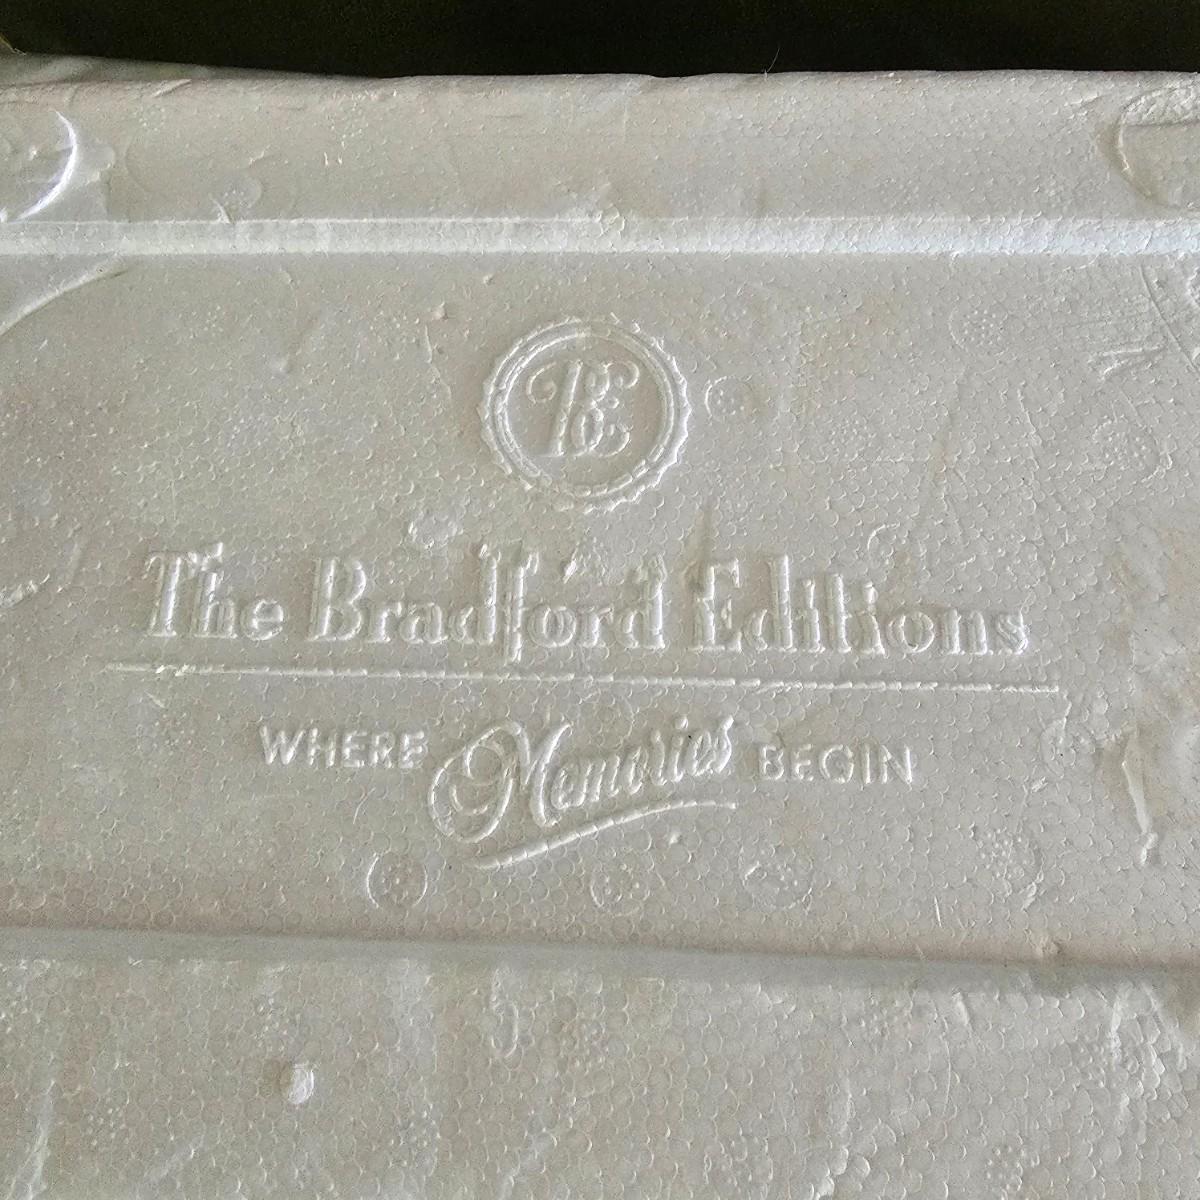 BE
The Bradford Editions
WHERE Memories BEGIN